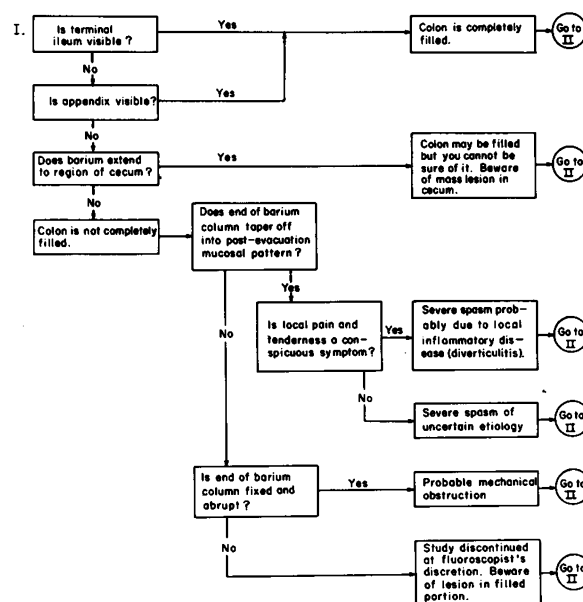 I.
Is terminal
ileum visible ?
Yes
Colon is completely
filled.
Go to
II
No
Is appendix visible?
Yes
No
Does barium extend
to region of cecum ?
Yes
Colon may be filled
but you cannot be
sure of it. Beware
of mass lesion in
cecum.
Go to
II
No
Colon is not completely
filled.
Does end of barium
column taper off
into post-evacuation
mucosal pattern ?
Yes
No
Is local pain and
tenderness a con-
spicuous symptom?
Yes
Severe spasm prob-
ably due to local
inflammatory dis-
ease (diverticulitis).
Go to
II
No
Severe spasm of
uncertain etiology
Go to
II
Is end of barium
column fixed and
abrupt ?
Yes
Probable mechanical
obstruction
Go to
II
No
Study discontinued
at fluoroscopist's
discretion. Beware
of lesion in filled
portion.
Go to
II